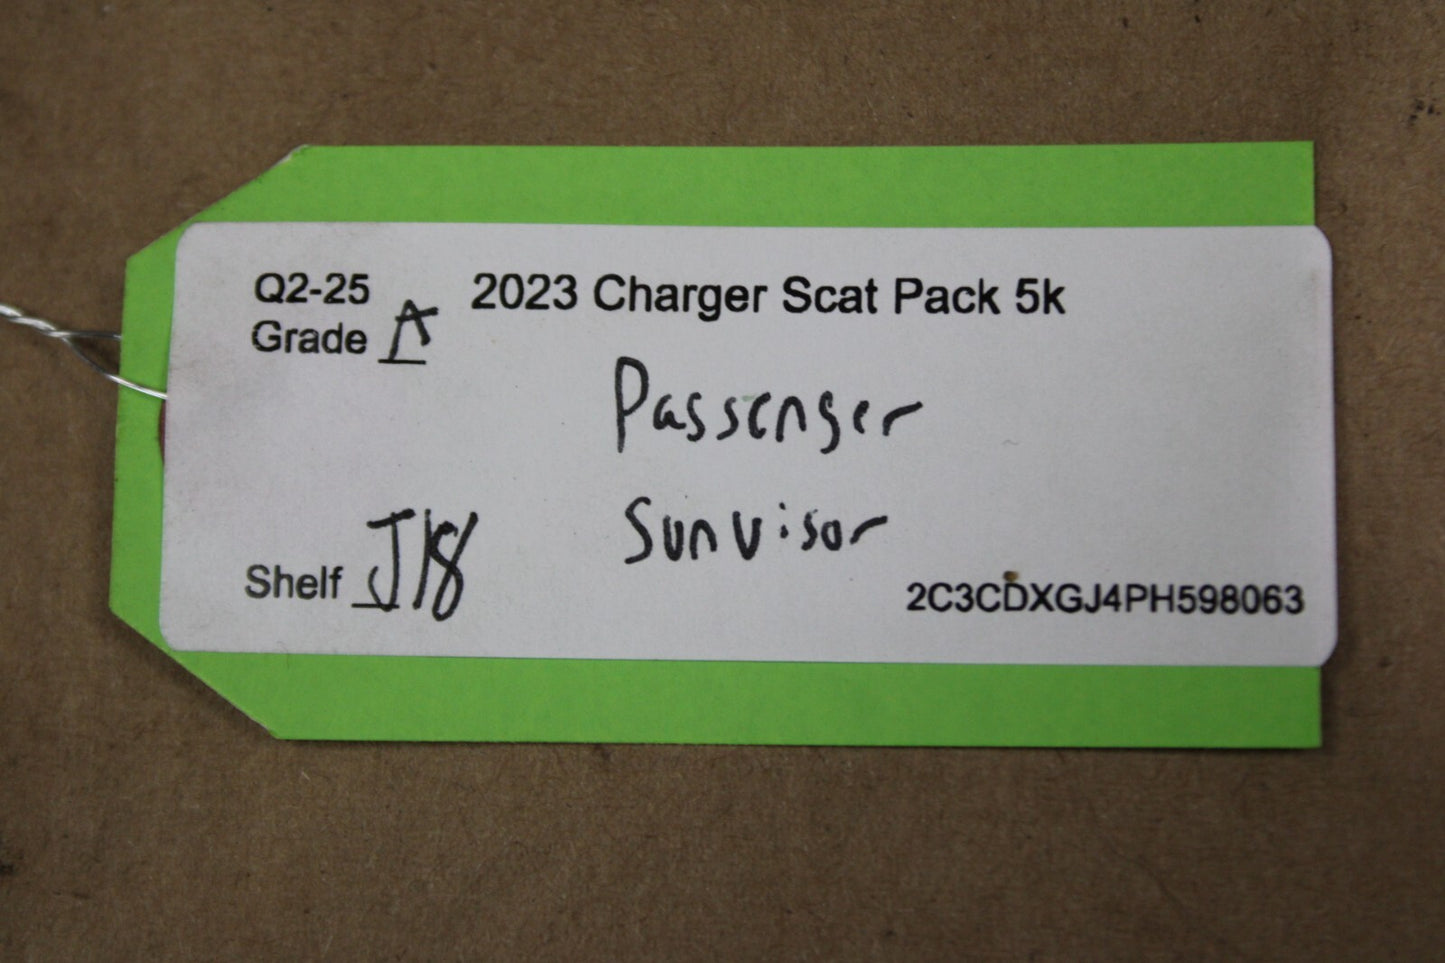 Q2-25 2023 Charger Scat Pack 5k
Grade A
Passenger
Sunvisor
Shelf J18
2C3CDXGJ4PH598063